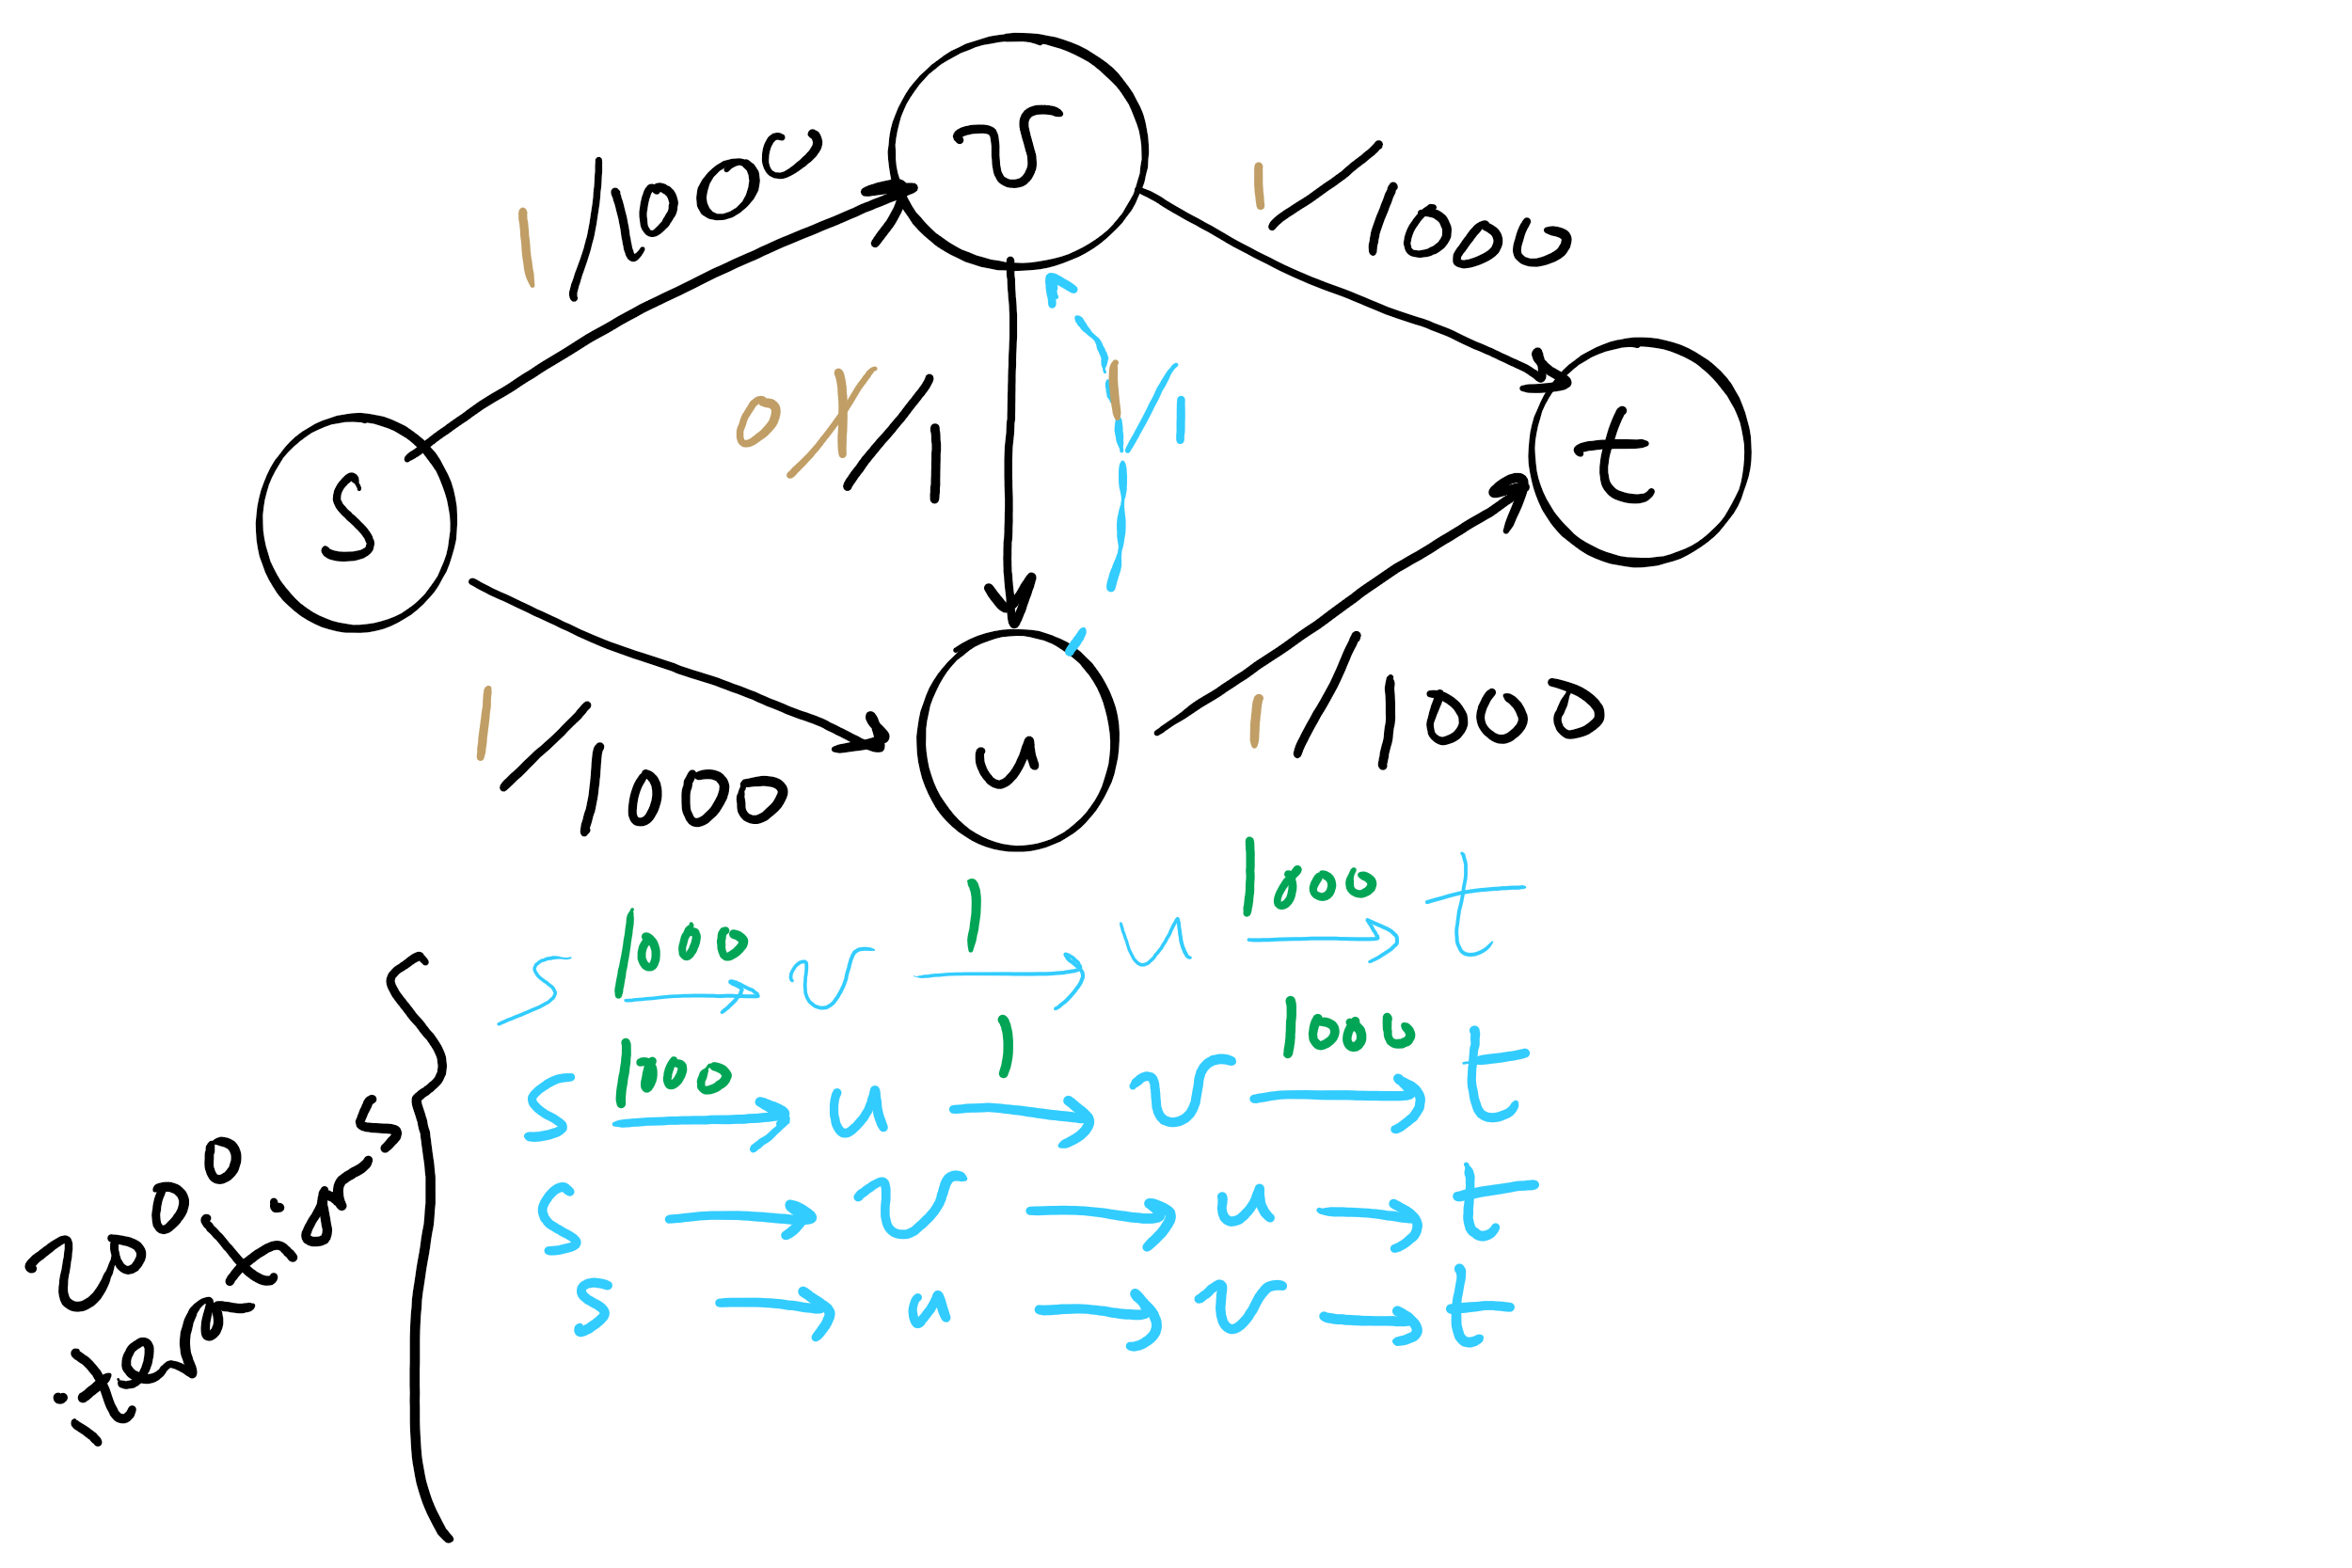 v
1/1000
1/1000
0/1/1
1/1
s
t
1/1000
1/1000
u
s 1000→ v 1→ u 1000→ t
s 1000→ u 1→ v 1000→ t
s → v → u → t
s → u → v → t
2000
iterations